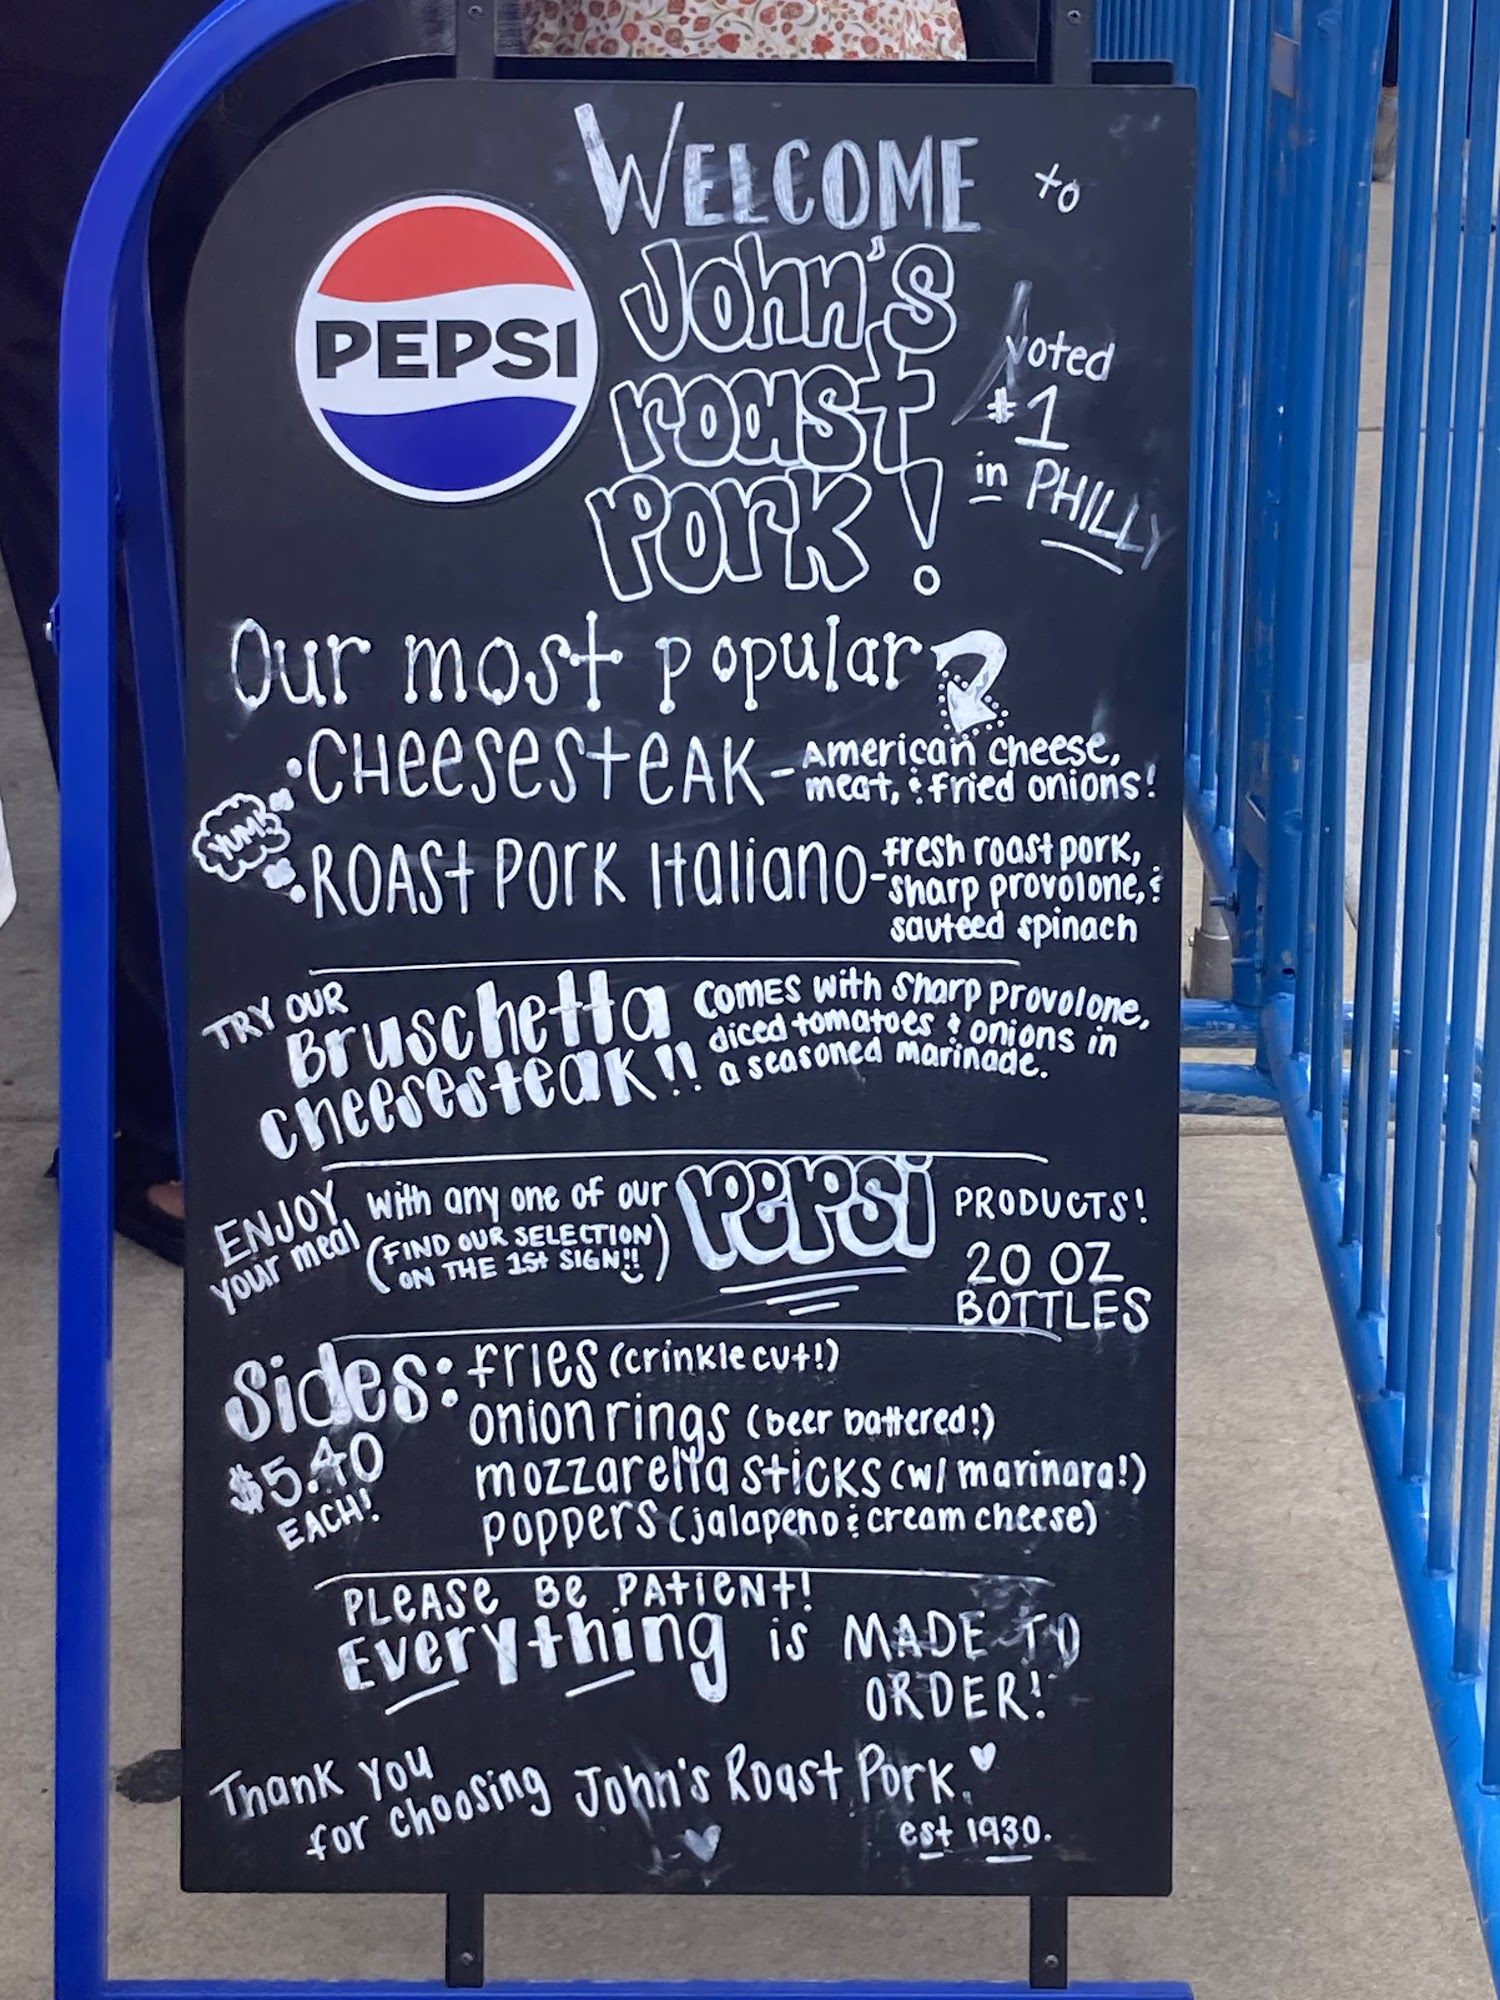 WELCOME to
PEPSI
John's
roast
Pork!
Voted
#1
in PHILLY
Our most popular
• CHeesesteAK - American cheese,
meat, & fried onions!
YUM!
• ROASt PORK Italiano - fresh roast pork,
sharp provolone, &
sauteed spinach
TRY OUR
Bruschetta
cheesesteak!!
comes with sharp provolone,
diced tomatoes & onions in
a seasoned marinade.
ENJOY
your meal
with any one of our
(FIND OUR SELECTION
ON THE 1st SIGN!!)
PEPSi
PRODUCTS!
20 OZ
BOTTLES
Sides:
$5.40
EACH!
fries (crinkle cut!)
onion rings (beer battered!)
mozzarella sticks (w/ marinara!)
poppers (jalapeno & cream cheese)
PLeASe Be PAtieNt!
Everything is MADE TO
ORDER!
Thank you
for choosing John's Roast Pork.
est 1930.